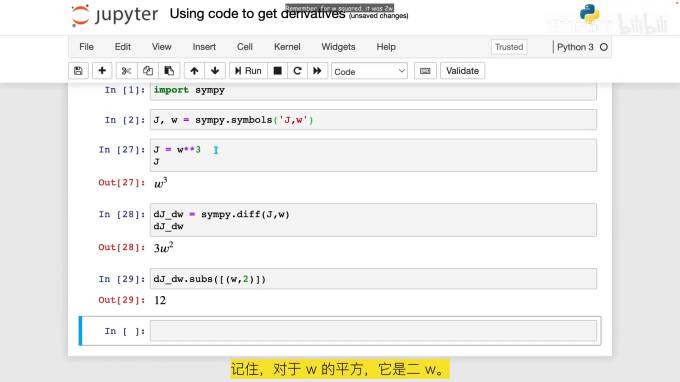 Remember, for w squared, it was 2w.
jupyter Using code to get derivatives (unsaved changes)
bilibili
File Edit View Insert Cell Kernel Widgets Help Trusted Python 3
Run Code Validate
In [1]: import sympy
In [2]: J, w = sympy.symbols('J,w')
In [27]: J = w**3
J
Out[27]: w³
In [28]: dJ_dw = sympy.diff(J,w)
dJ_dw
Out[28]: 3w²
In [29]: dJ_dw.subs([(w,2)])
Out[29]: 12
In [ ]:
记住，对于 w 的平方，它是二 w。